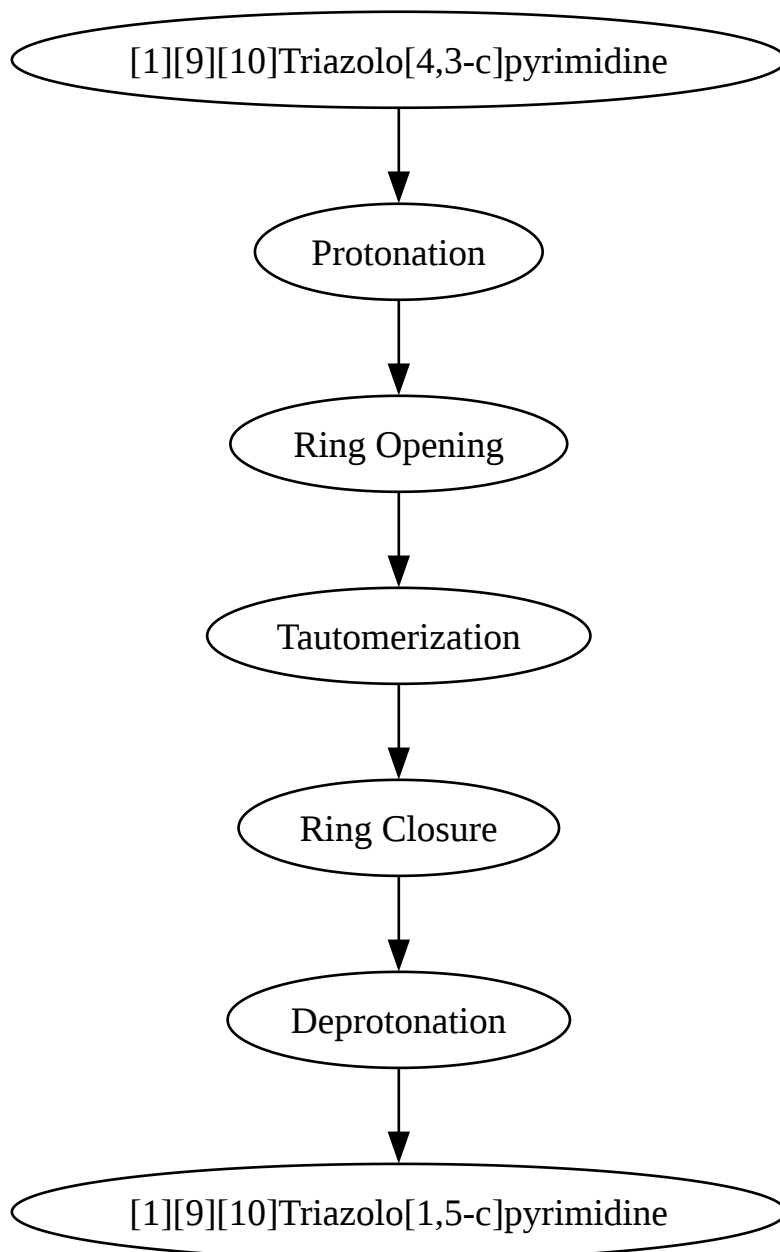 [1][9][10]Triazolo[4,3-c]pyrimidine
Protonation
Ring Opening
Tautomerization
Ring Closure
Deprotonation
[1][9][10]Triazolo[1,5-c]pyrimidine